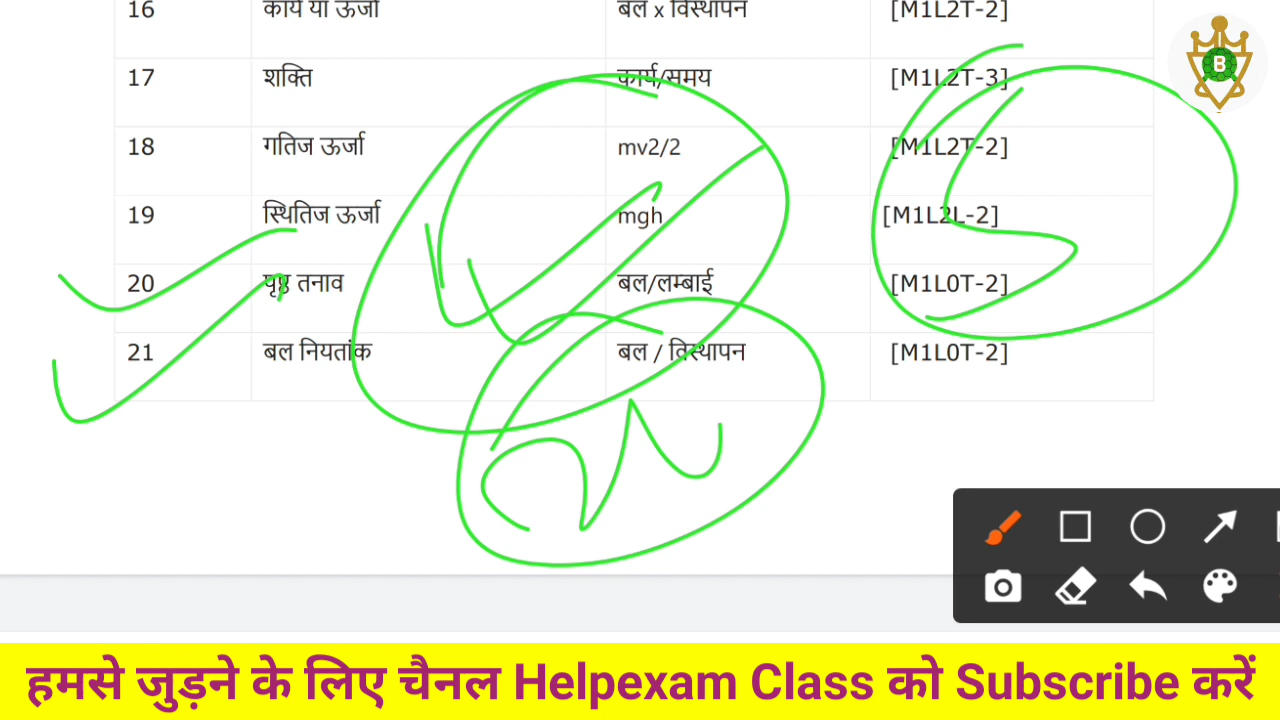 16 कार्य या ऊर्जा बल x विस्थापन [M1L2T-2]
17 शक्ति कार्य/समय [M1L2T-3]
18 गतिज ऊर्जा mv2/2 [M1L2T-2]
19 स्थितिज ऊर्जा mgh [M1L2L-2]
20 पृष्ठ तनाव बल/लम्बाई [M1L0T-2]
21 बल नियतांक बल / विस्थापन [M1L0T-2]
B
हमसे जुड़ने के लिए चैनल Helpexam Class को Subscribe करें